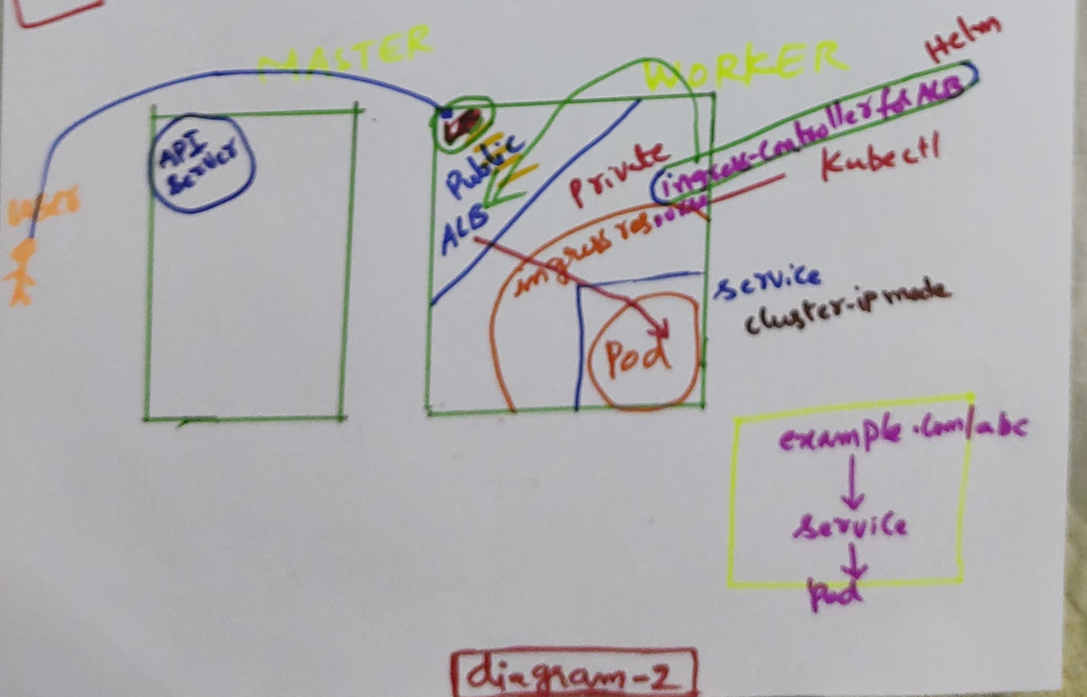 MASTER
WORKER
Helm
API
Server
Public
ALB
Private
ingress-Controller for ALB
Kubectl
User
ingress resource
Service
cluster-ip mode
Pod
example.com/abc
Service
Pod
diagram-2